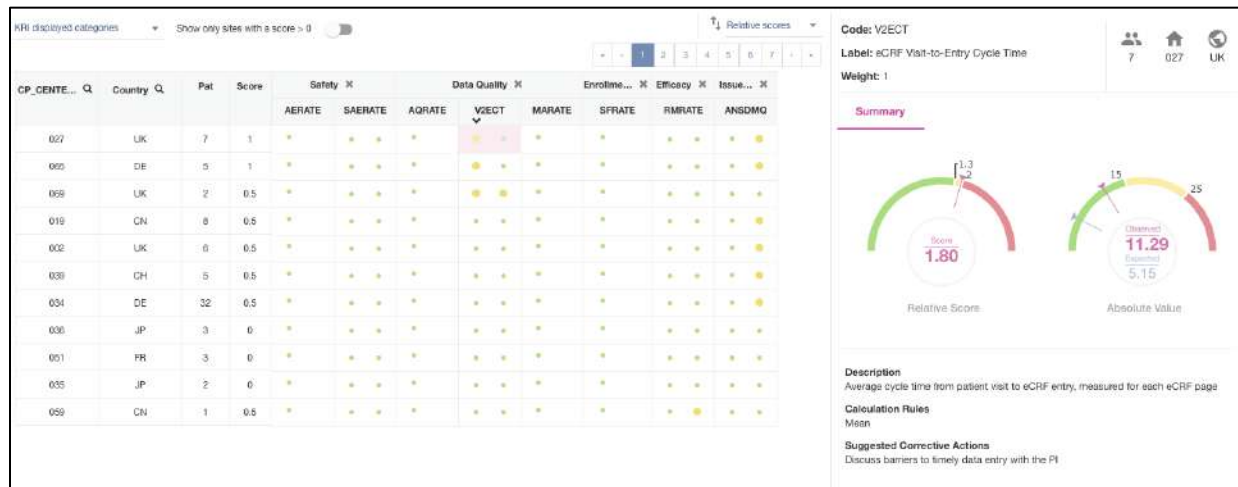 KRI displayed categories
Show only sites with a score > 0
Relative scores
« ‹ 1 2 3 4 5 6 7 › »
CP_CENTE... Country Pat Score Safety Data Quality Enrollme... Efficacy Issue...
AERATE SAERATE AQRATE V2ECT MARATE SFRATE RMRATE ANSDMQ
027 UK 7 1
065 DE 5 1
069 UK 2 0.5
019 CN 8 0.5
002 UK 6 0.5
039 CH 5 0.5
034 DE 32 0.5
036 JP 3 0
051 FR 3 0
035 JP 2 0
059 CN 1 0.5
Code: V2ECT
Label: eCRF Visit-to-Entry Cycle Time
Weight: 1
7 027 UK
Summary
1.3
2
Score
1.80
Relative Score
15
25
Observed
11.29
Expected
5.15
Absolute Value
Description
Average cycle time from patient visit to eCRF entry, measured for each eCRF page
Calculation Rules
Mean
Suggested Corrective Actions
Discuss barriers to timely data entry with the PI